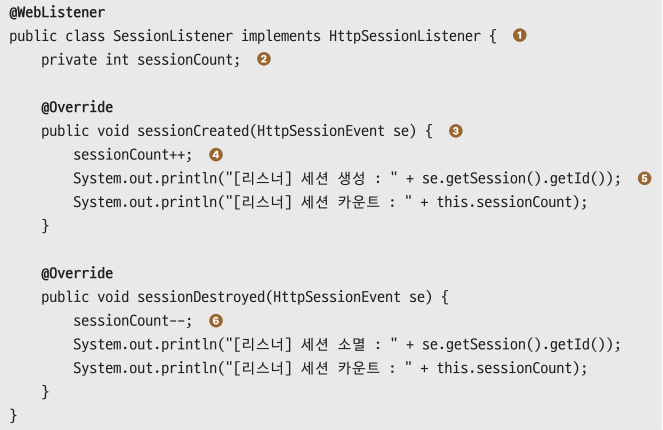 @WebListener
public class SessionListener implements HttpSessionListener { ❶
    private int sessionCount; ❷

    @Override
    public void sessionCreated(HttpSessionEvent se) { ❸
        sessionCount++; ❹
        System.out.println("[리스너] 세션 생성 : " + se.getSession().getId()); ❺
        System.out.println("[리스너] 세션 카운트 : " + this.sessionCount);
    }

    @Override
    public void sessionDestroyed(HttpSessionEvent se) {
        sessionCount--; ❻
        System.out.println("[리스너] 세션 소멸 : " + se.getSession().getId());
        System.out.println("[리스너] 세션 카운트 : " + this.sessionCount);
    }
}